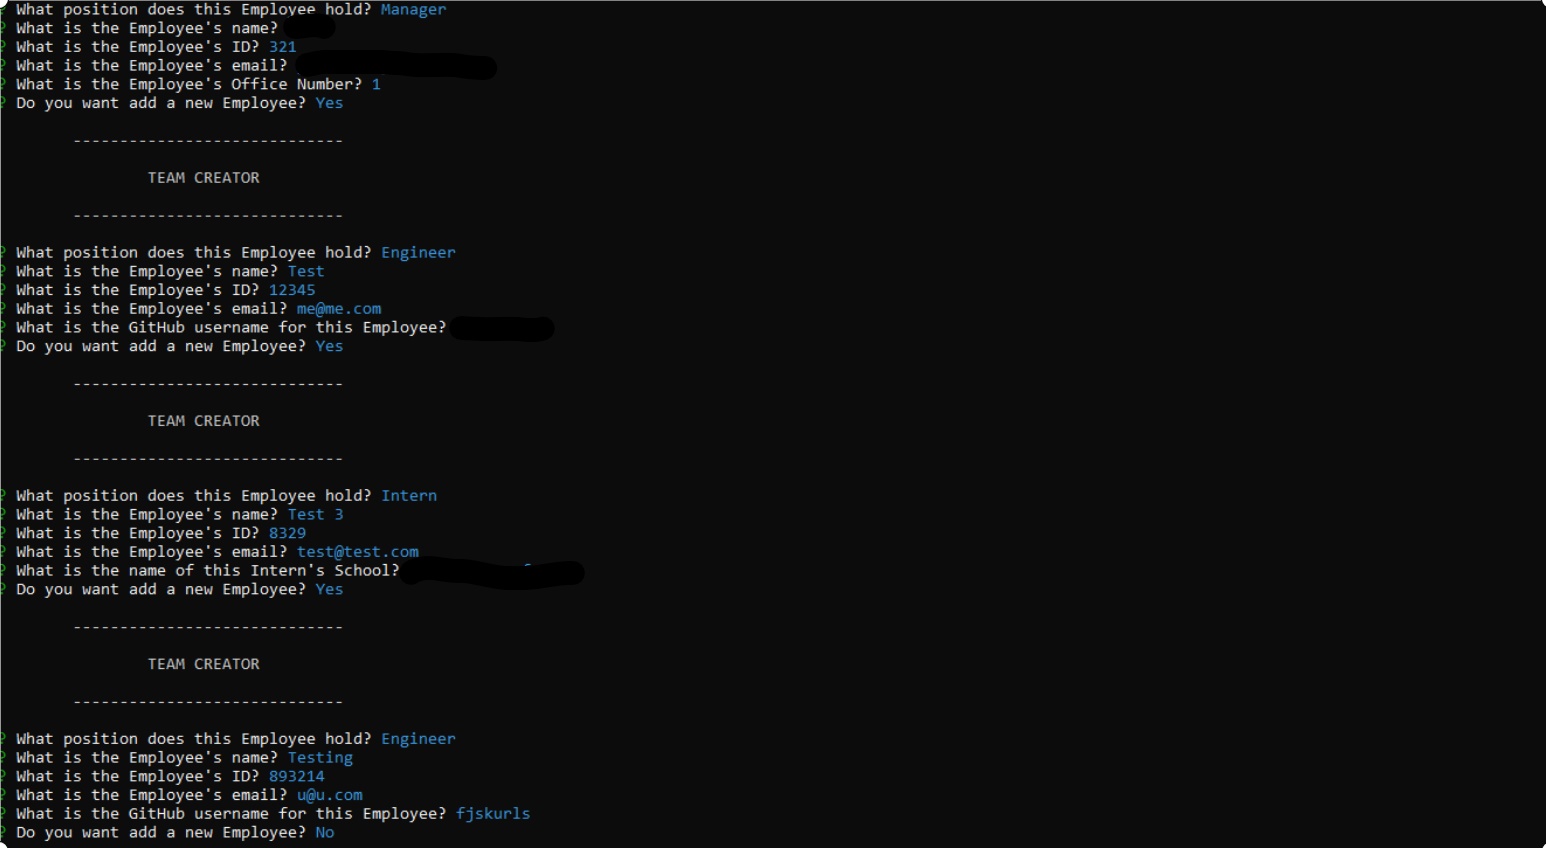 ? What position does this Employee hold? Manager
? What is the Employee's name?
? What is the Employee's ID? 321
? What is the Employee's email?
? What is the Employee's Office Number? 1
? Do you want add a new Employee? Yes
-----------------------------
TEAM CREATOR
-----------------------------
? What position does this Employee hold? Engineer
? What is the Employee's name? Test
? What is the Employee's ID? 12345
? What is the Employee's email? me@me.com
? What is the GitHub username for this Employee?
? Do you want add a new Employee? Yes
-----------------------------
TEAM CREATOR
-----------------------------
? What position does this Employee hold? Intern
? What is the Employee's name? Test 3
? What is the Employee's ID? 8329
? What is the Employee's email? test@test.com
? What is the name of this Intern's School?
? Do you want add a new Employee? Yes
-----------------------------
TEAM CREATOR
-----------------------------
? What position does this Employee hold? Engineer
? What is the Employee's name? Testing
? What is the Employee's ID? 893214
? What is the Employee's email? u@u.com
? What is the GitHub username for this Employee? fjskurls
? Do you want add a new Employee? No